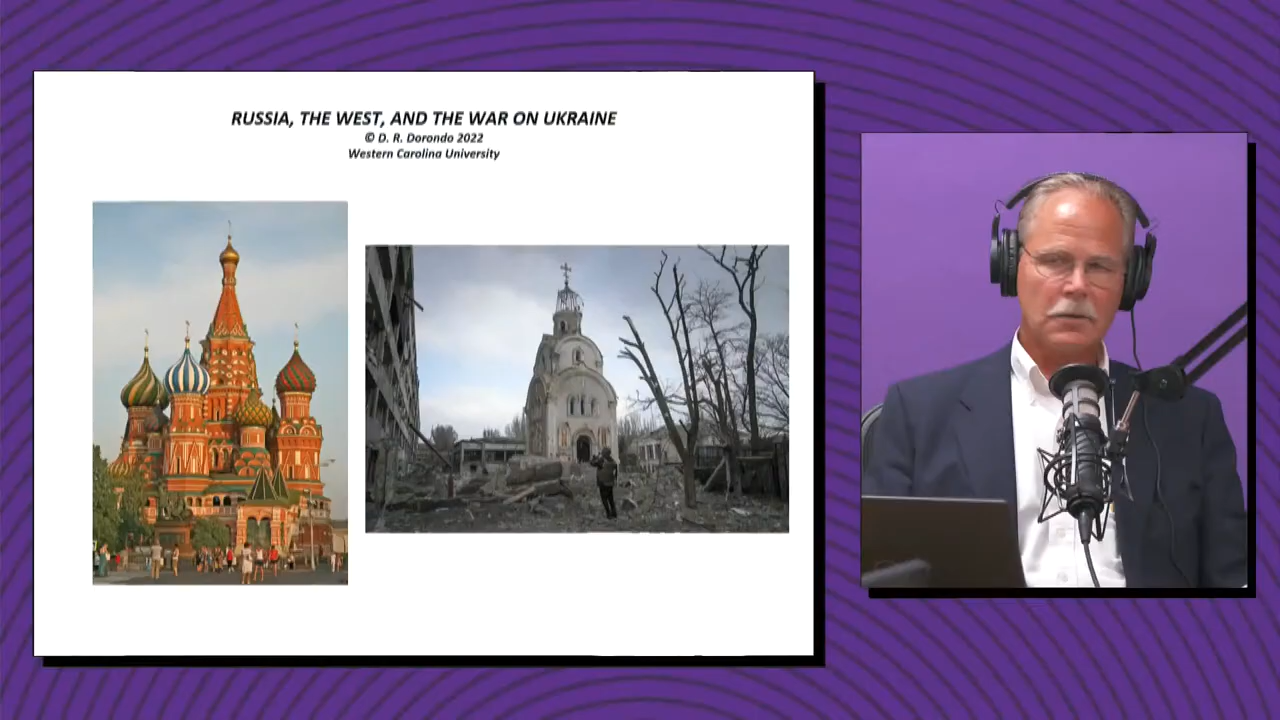 RUSSIA, THE WEST, AND THE WAR ON UKRAINE
© D. R. Dorondo 2022
Western Carolina University